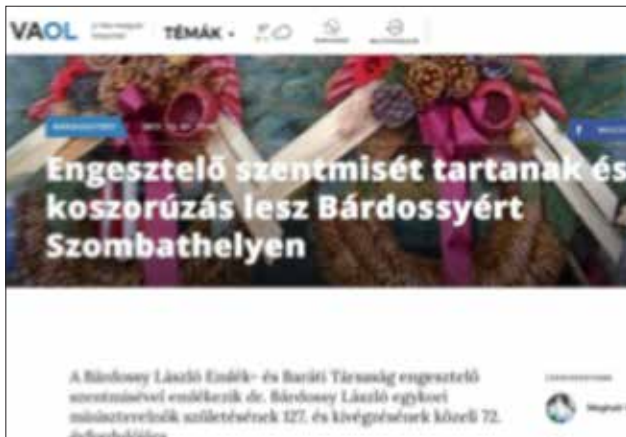 VAOL
TÉMÁK
Engesztelő szentmisét tartanak és
koszorúzás lesz Bárdossyért
Szombathelyen
A Bárdossy László Emlék- és Baráti Társaság engesztelő
szentmisével emlékezik dr. Bárdossy László egykori
miniszterelnök születésének 127. és kivégzésének közeli 72.
évfordulójára